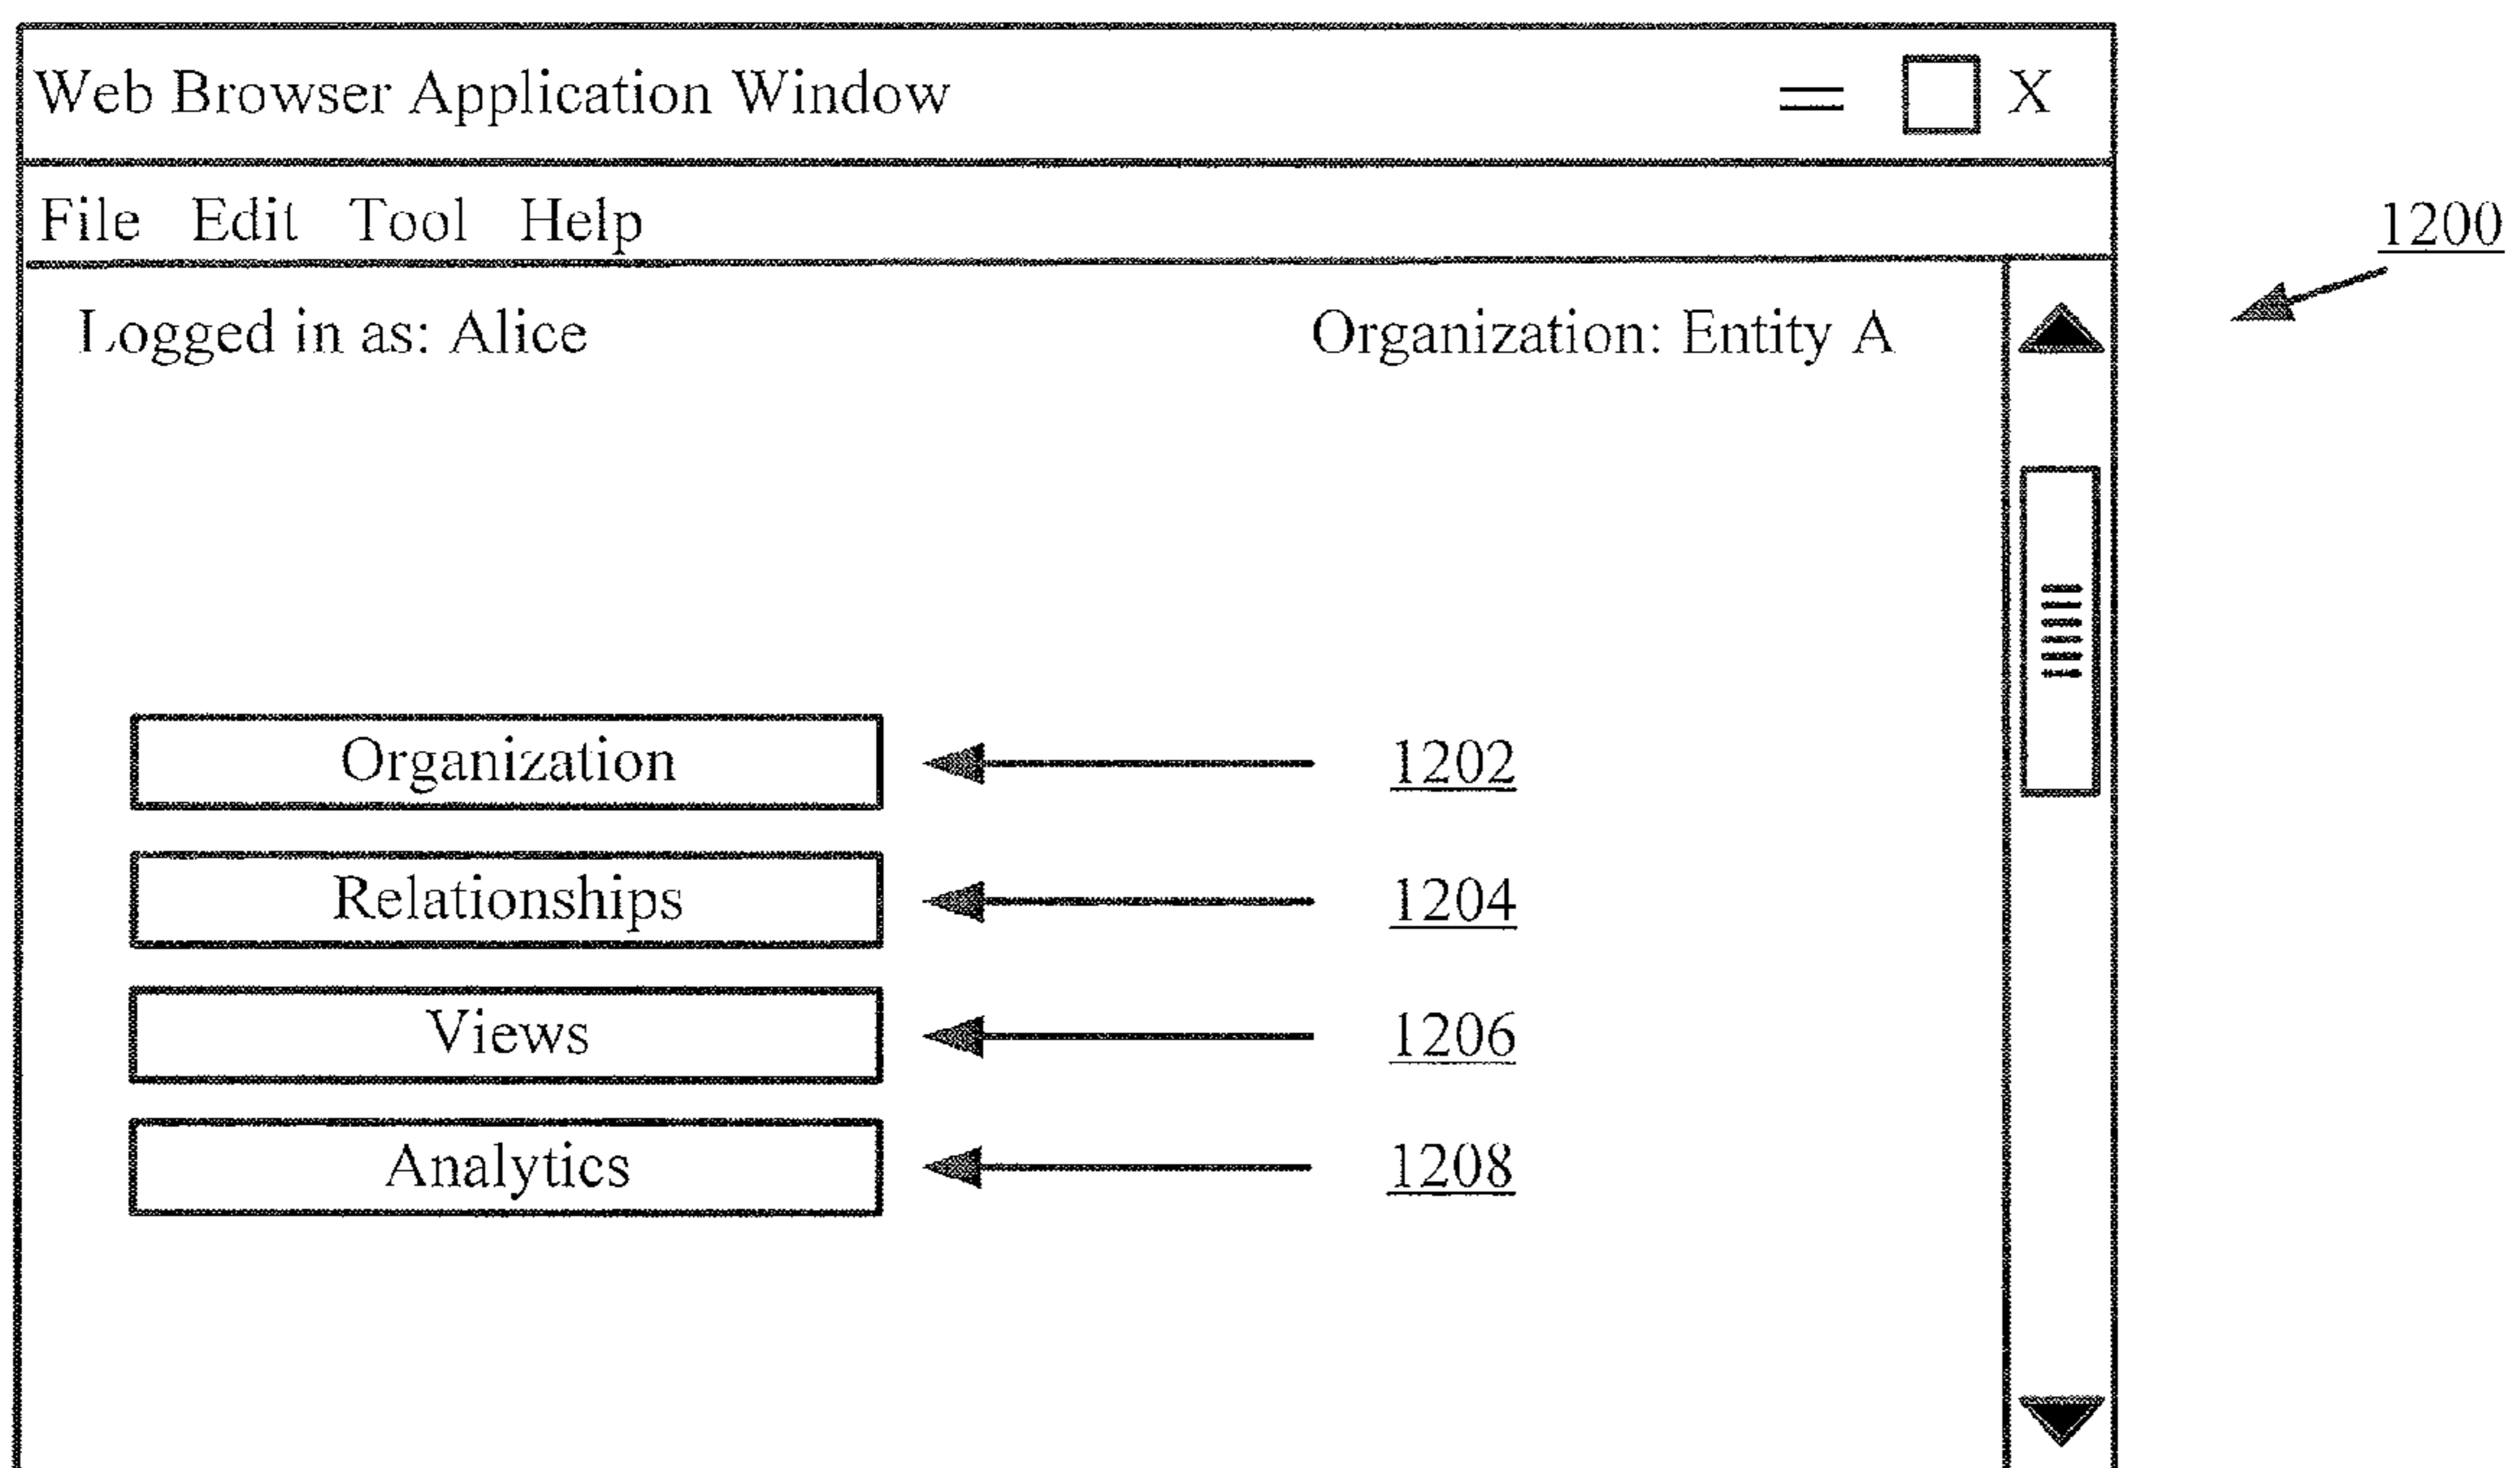 Web Browser Application Window X
File Edit Tool Help
1200
Logged in as: Alice Organization: Entity A
Organization 1202
Relationships 1204
Views 1206
Analytics 1208